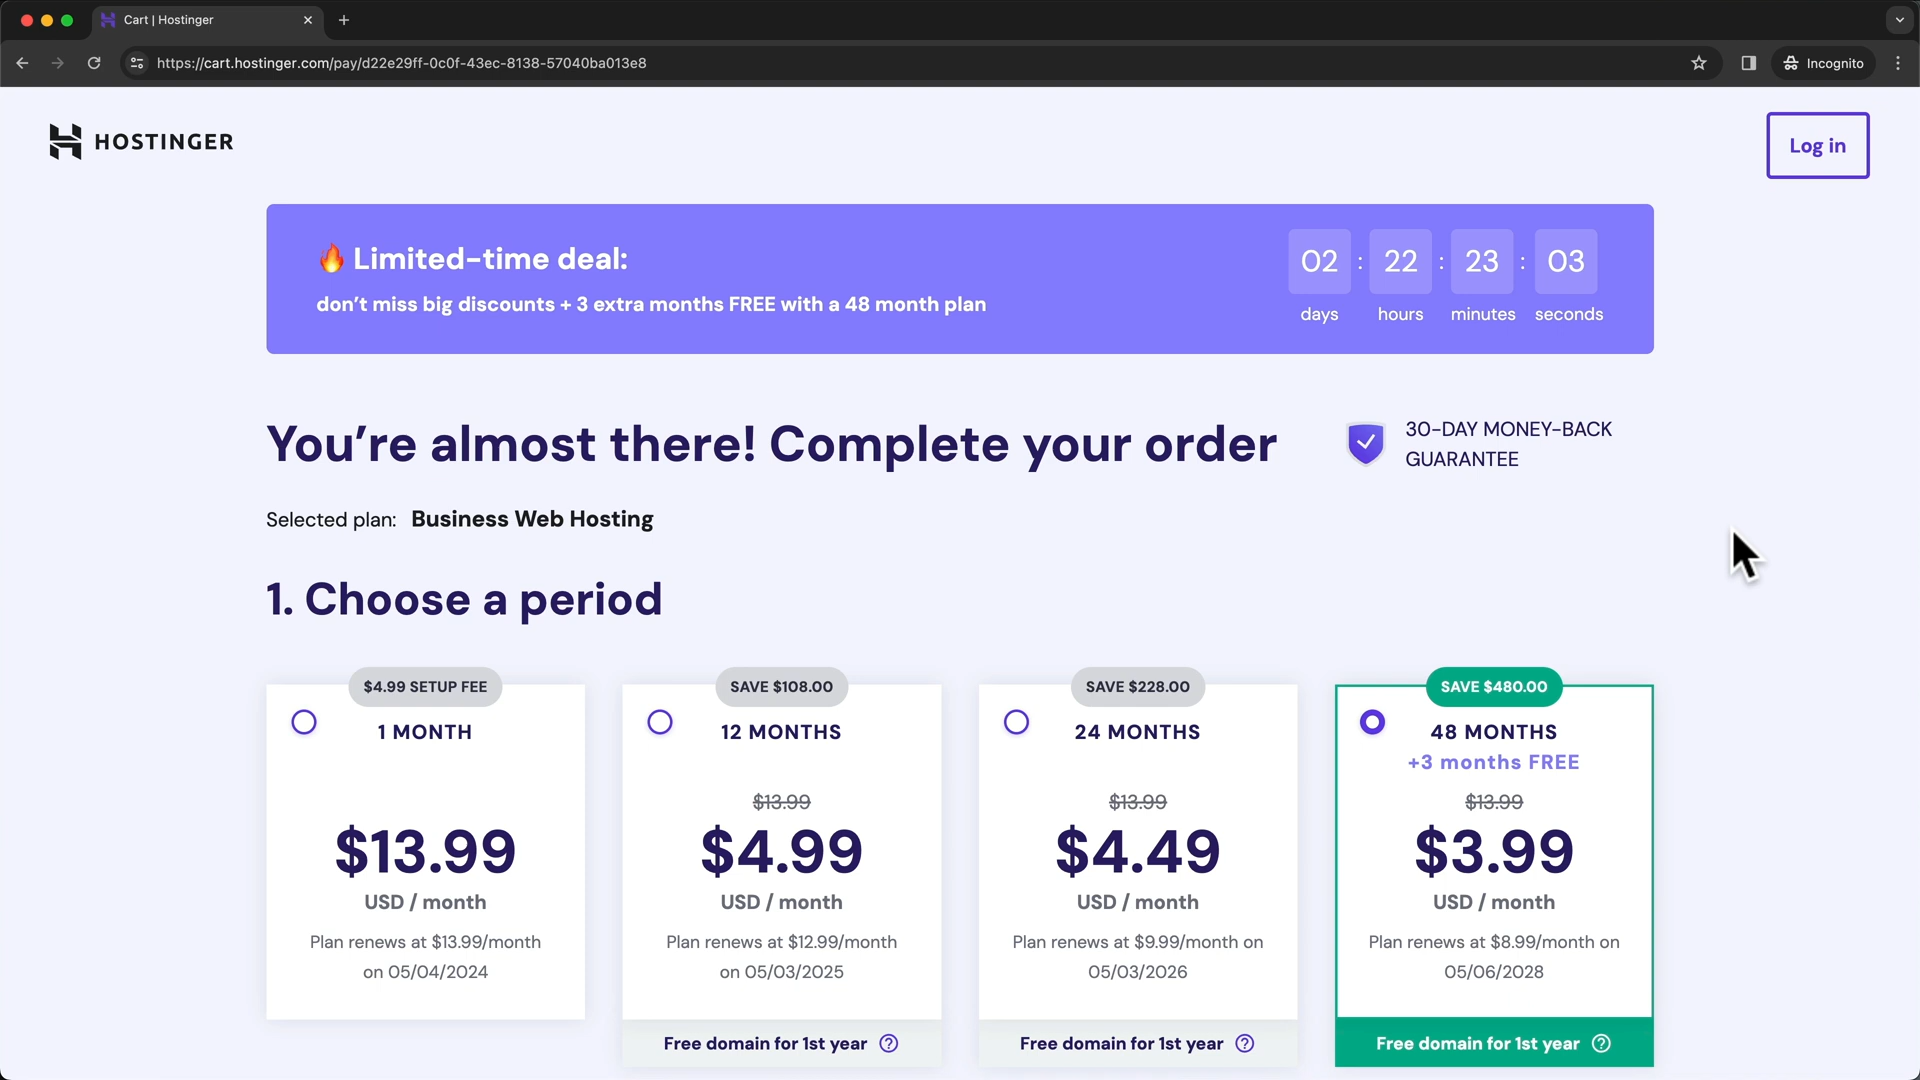 Cart | Hostinger
https://cart.hostinger.com/pay/d22e29ff-0c0f-43ec-8138-57040ba013e8
Incognito
HOSTINGER
Log in
🔥 Limited-time deal:
don't miss big discounts + 3 extra months FREE with a 48 month plan
02 : 22 : 23 : 03
days hours minutes seconds
You're almost there! Complete your order
30-DAY MONEY-BACK
GUARANTEE
Selected plan: Business Web Hosting
1. Choose a period
$4.99 SETUP FEE
1 MONTH
$13.99
USD / month
Plan renews at $13.99/month
on 05/04/2024
SAVE $108.00
12 MONTHS
$13.99
$4.99
USD / month
Plan renews at $12.99/month
on 05/03/2025
Free domain for 1st year
SAVE $228.00
24 MONTHS
$13.99
$4.49
USD / month
Plan renews at $9.99/month on
05/03/2026
Free domain for 1st year
SAVE $480.00
48 MONTHS
+3 months FREE
$13.99
$3.99
USD / month
Plan renews at $8.99/month on
05/06/2028
Free domain for 1st year